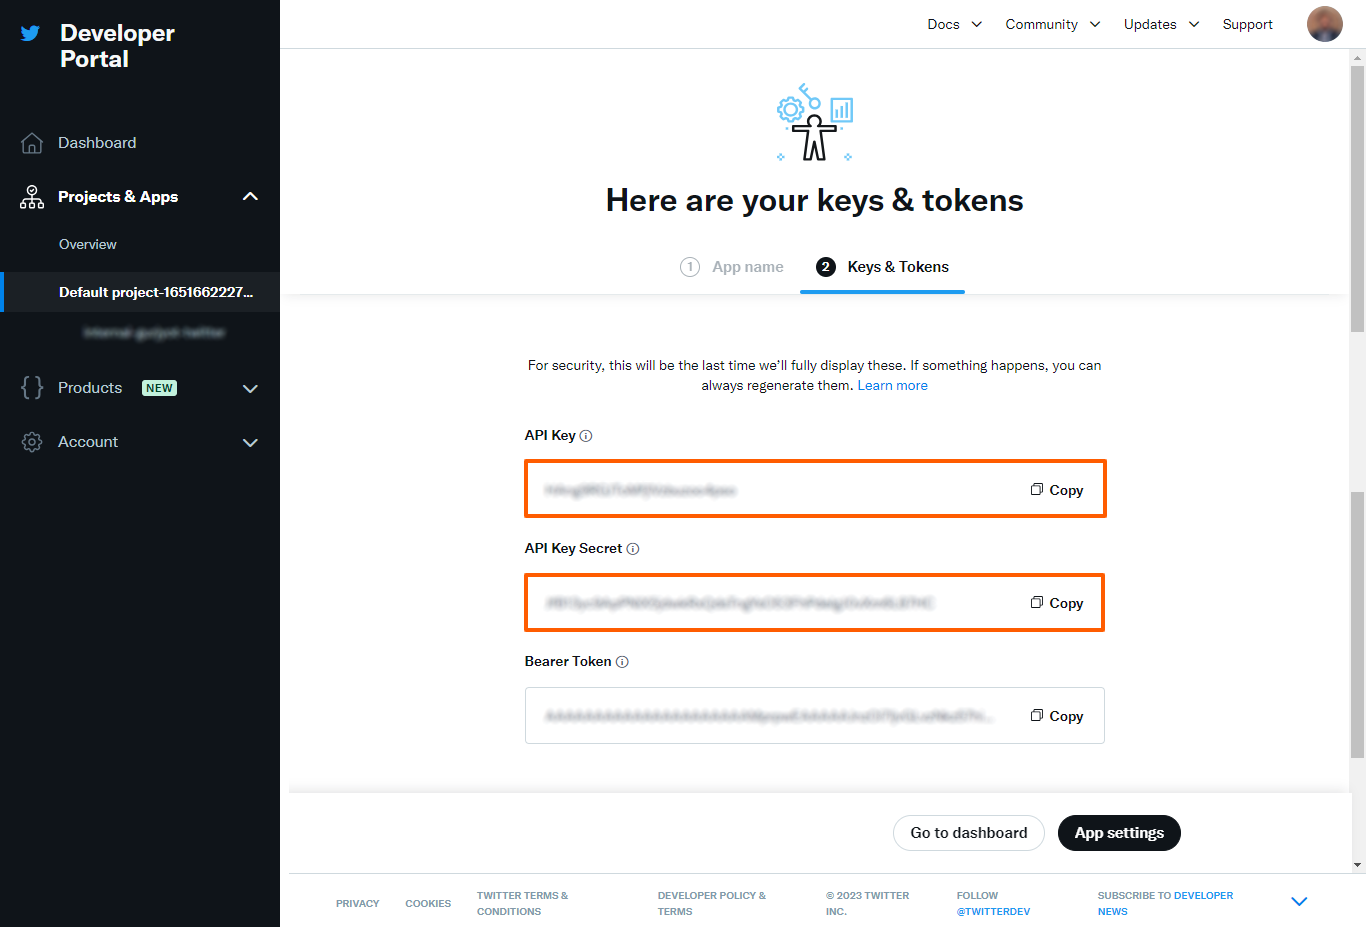 Developer
Portal
Docs
Community
Updates
Support
Dashboard
Projects & Apps
Overview
Default project-1651662227...
Products NEW
Account
Here are your keys & tokens
1 App name
2 Keys & Tokens
For security, this will be the last time we'll fully display these. If something happens, you can
always regenerate them. Learn more
API Key
Copy
API Key Secret
Copy
Bearer Token
Copy
Go to dashboard
App settings
PRIVACY
COOKIES
TWITTER TERMS &
CONDITIONS
DEVELOPER POLICY &
TERMS
© 2023 TWITTER
INC.
FOLLOW
@TWITTERDEV
SUBSCRIBE TO DEVELOPER
NEWS